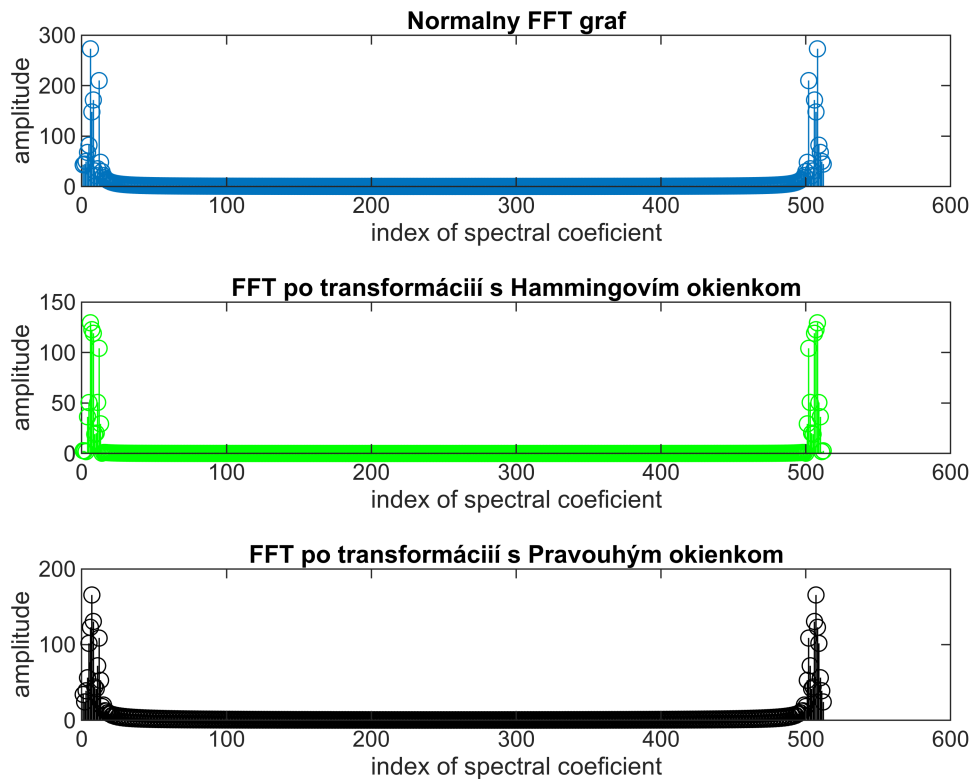 Normalny FFT graf
300
200
100
0
amplitude
0 100 200 300 400 500 600
index of spectral coeficient
FFT po transformáciií s Hammingovím okienkom
150
100
50
0
amplitude
0 100 200 300 400 500 600
index of spectral coeficient
FFT po transformáciií s Pravouhým okienkom
200
100
0
amplitude
0 100 200 300 400 500 600
index of spectral coeficient